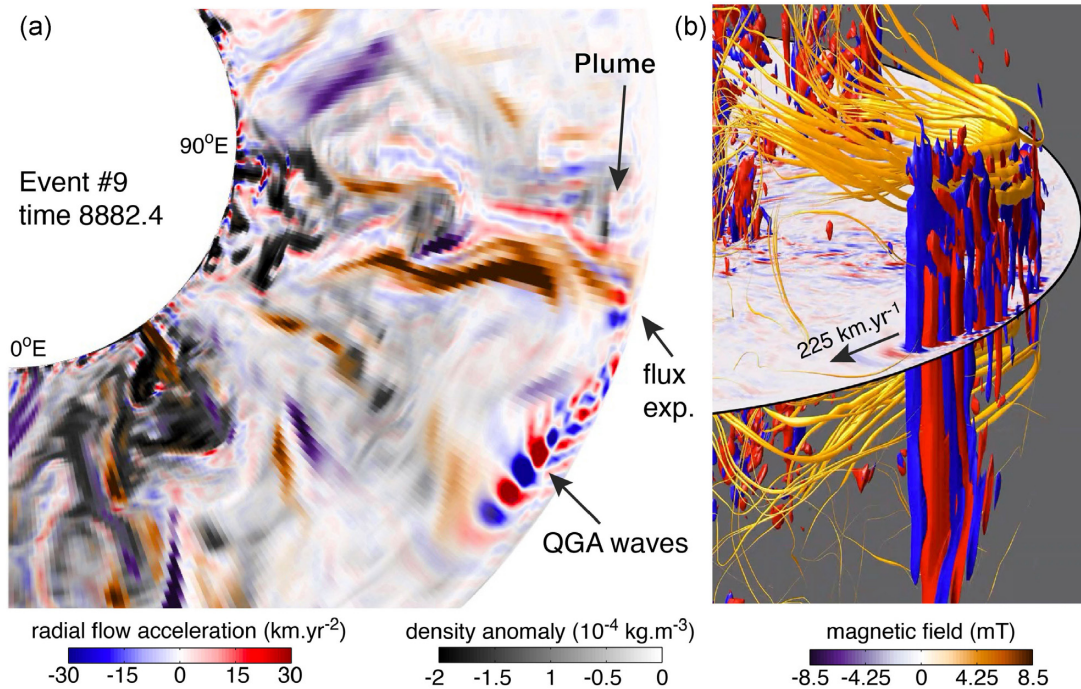 (a)
(b)
Plume
90°E
Event #9
time 8882.4
0°E
225 km.yr-1
flux
exp.
QGA waves
radial flow acceleration (km.yr-2)
-30 -15 0 15 30
density anomaly (10-4 kg.m-3)
-2 -1.5 -1 -0.5 0
magnetic field (mT)
-8.5 -4.25 0 4.25 8.5